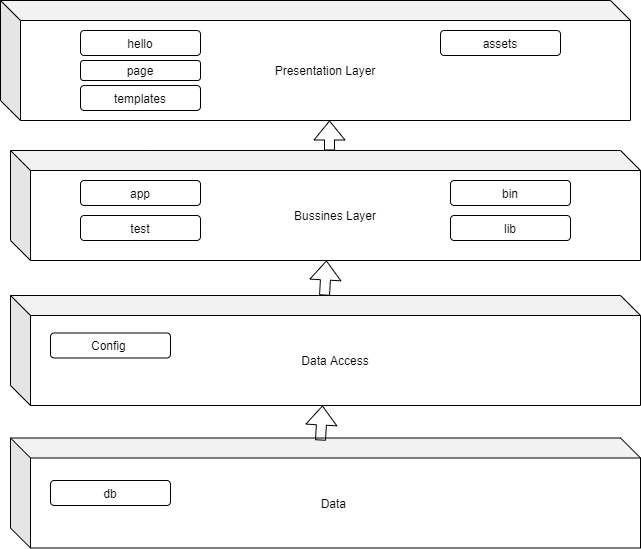 hello
assets
page
Presentation Layer
templates
app
bin
Bussines Layer
test
lib
Config
Data Access
db
Data